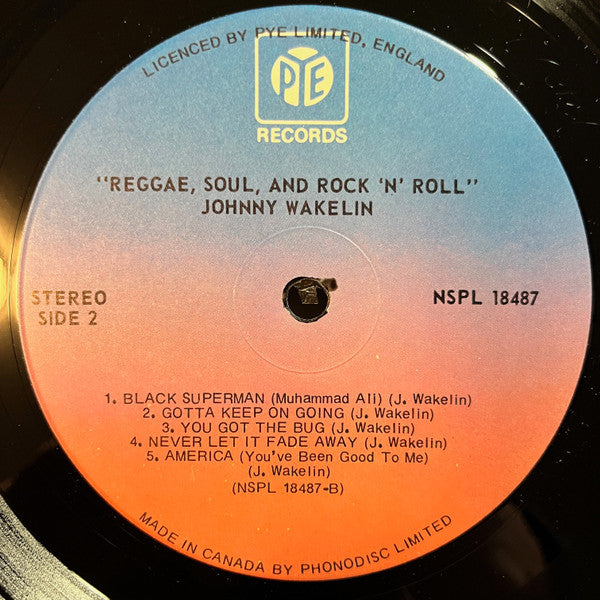 LICENCED BY PYE LIMITED, ENGLAND
PYE
RECORDS
"REGGAE, SOUL, AND ROCK 'N' ROLL"
JOHNNY WAKELIN
STEREO
SIDE 2
NSPL 18487
1. BLACK SUPERMAN (Muhammad Ali) (J. Wakelin)
2. GOTTA KEEP ON GOING (J. Wakelin)
3. YOU GOT THE BUG (J. Wakelin)
4. NEVER LET IT FADE AWAY (J. Wakelin)
5. AMERICA (You've Been Good To Me)
(J. Wakelin)
(NSPL 18487-B)
MADE IN CANADA BY PHONODISC LIMITED